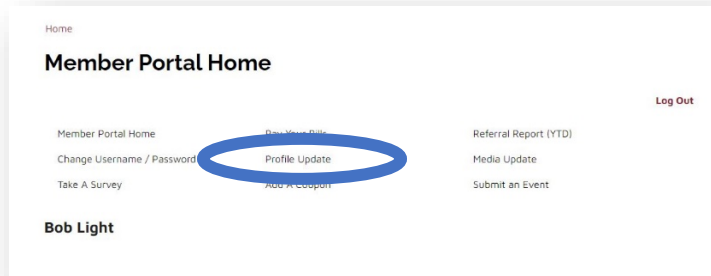 Home
Member Portal Home
Log Out
Member Portal Home Pay Your Bills Referral Report (YTD)
Change Username / Password Profile Update Media Update
Take A Survey Add A Coupon Submit an Event
Bob Light